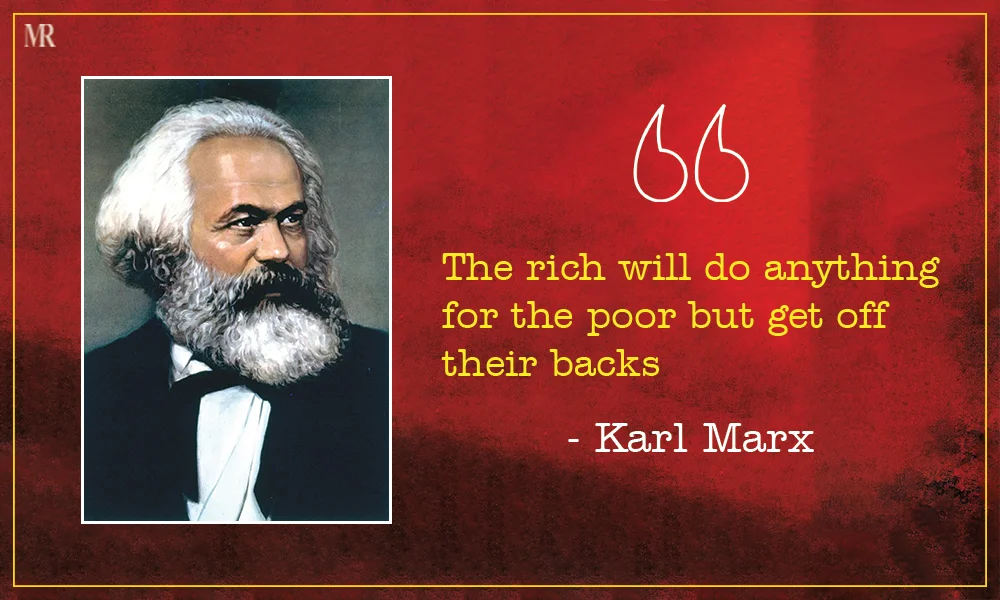 MR
The rich will do anything
for the poor but get off
their backs
- Karl Marx